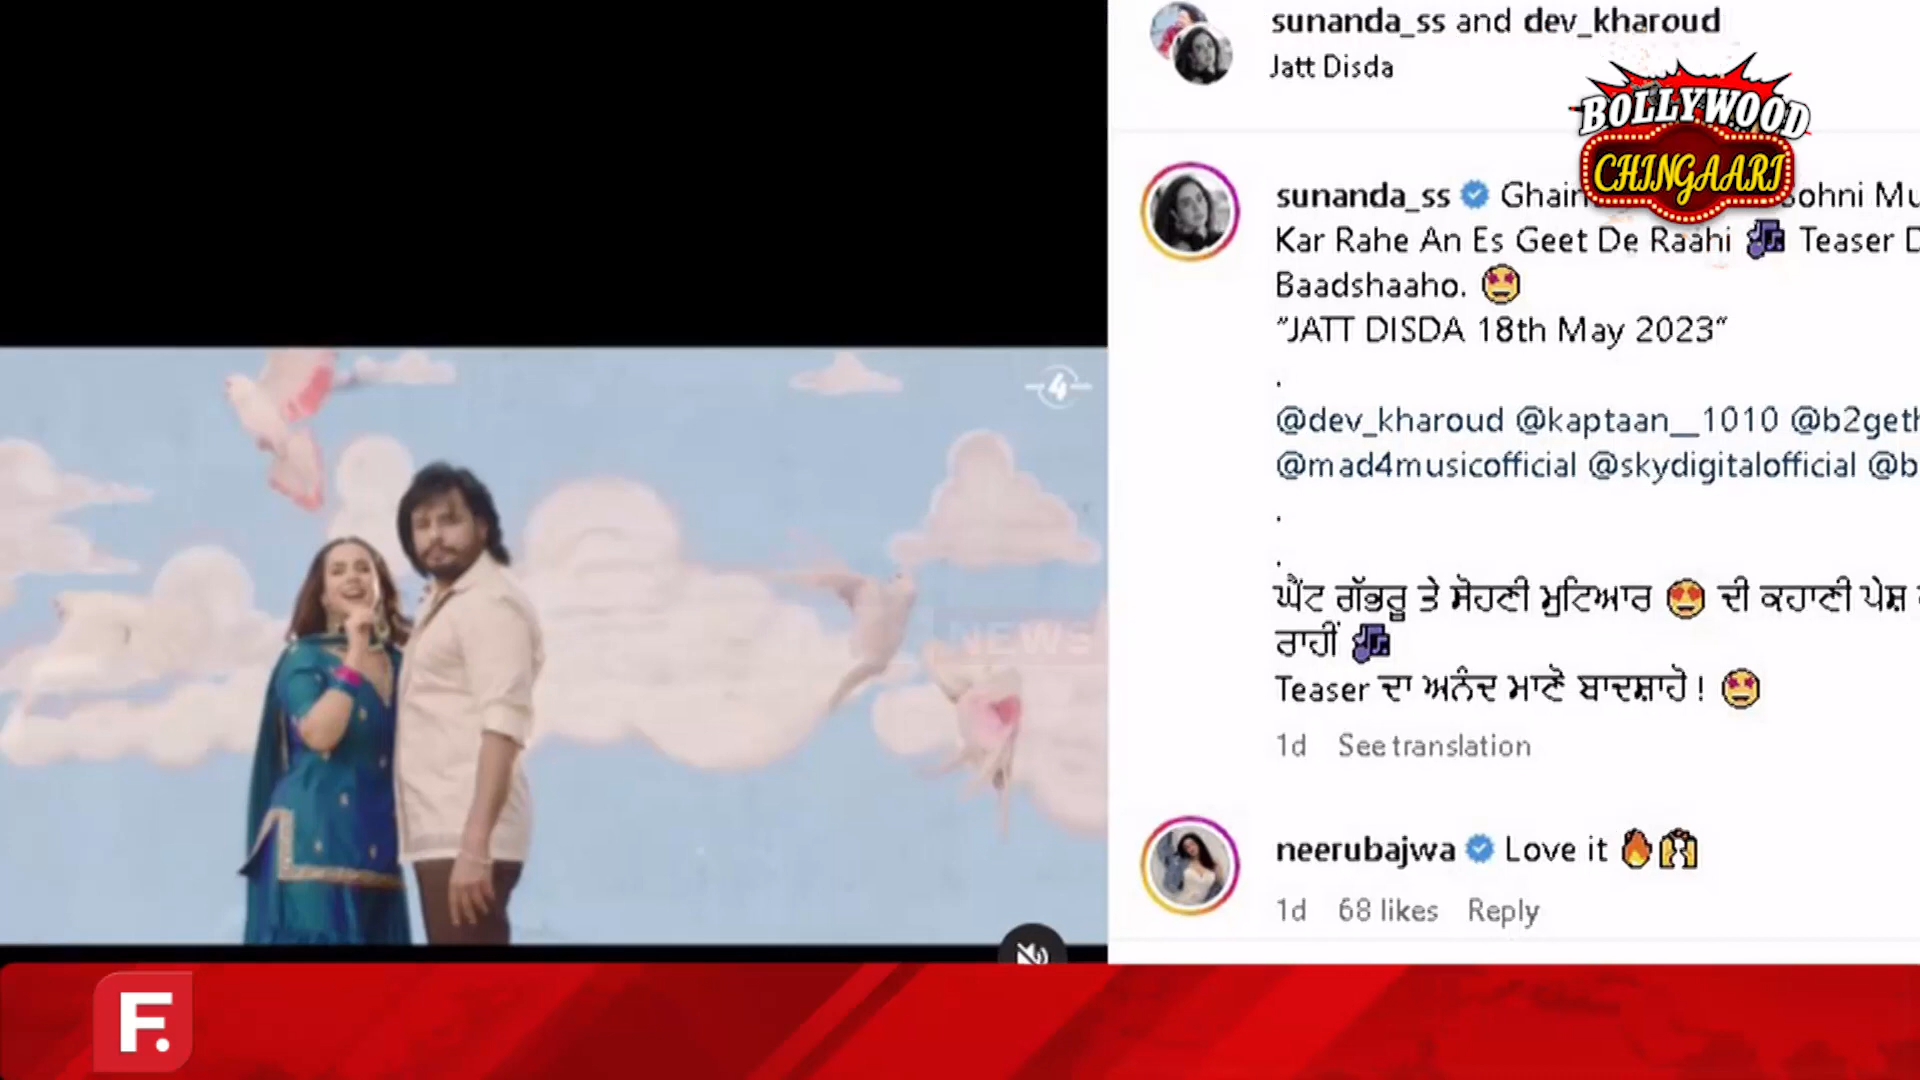 sunanda_ss and dev_kharoud
Jatt Disda
BOLLYWOOD
CHINGAARI
sunanda_ss
Kar Rahe An Es Geet De Raahi Teaser
Baadshaaho.
"JATT DISDA 18th May 2023"
.
@dev_kharoud @kaptaan__1010
@mad4musicofficial @skydigitalofficial
.
.
ਘੈਂਟ ਗੱਭਰੂ ਤੇ ਸੋਹਣੀ ਮੁਟਿਆਰ 😍 ਦੀ ਕਹਾਣੀ ਪੇਸ਼
ਰਾਹੀਂ 🎶
Teaser ਦਾ ਅਨੰਦ ਮਾਣੋ ਬਾਦਸ਼ਾਹੋ ! 🤩
1d See translation
neerubajwa Love it 🔥🙌
1d 68 likes Reply
4
NEWS
F.